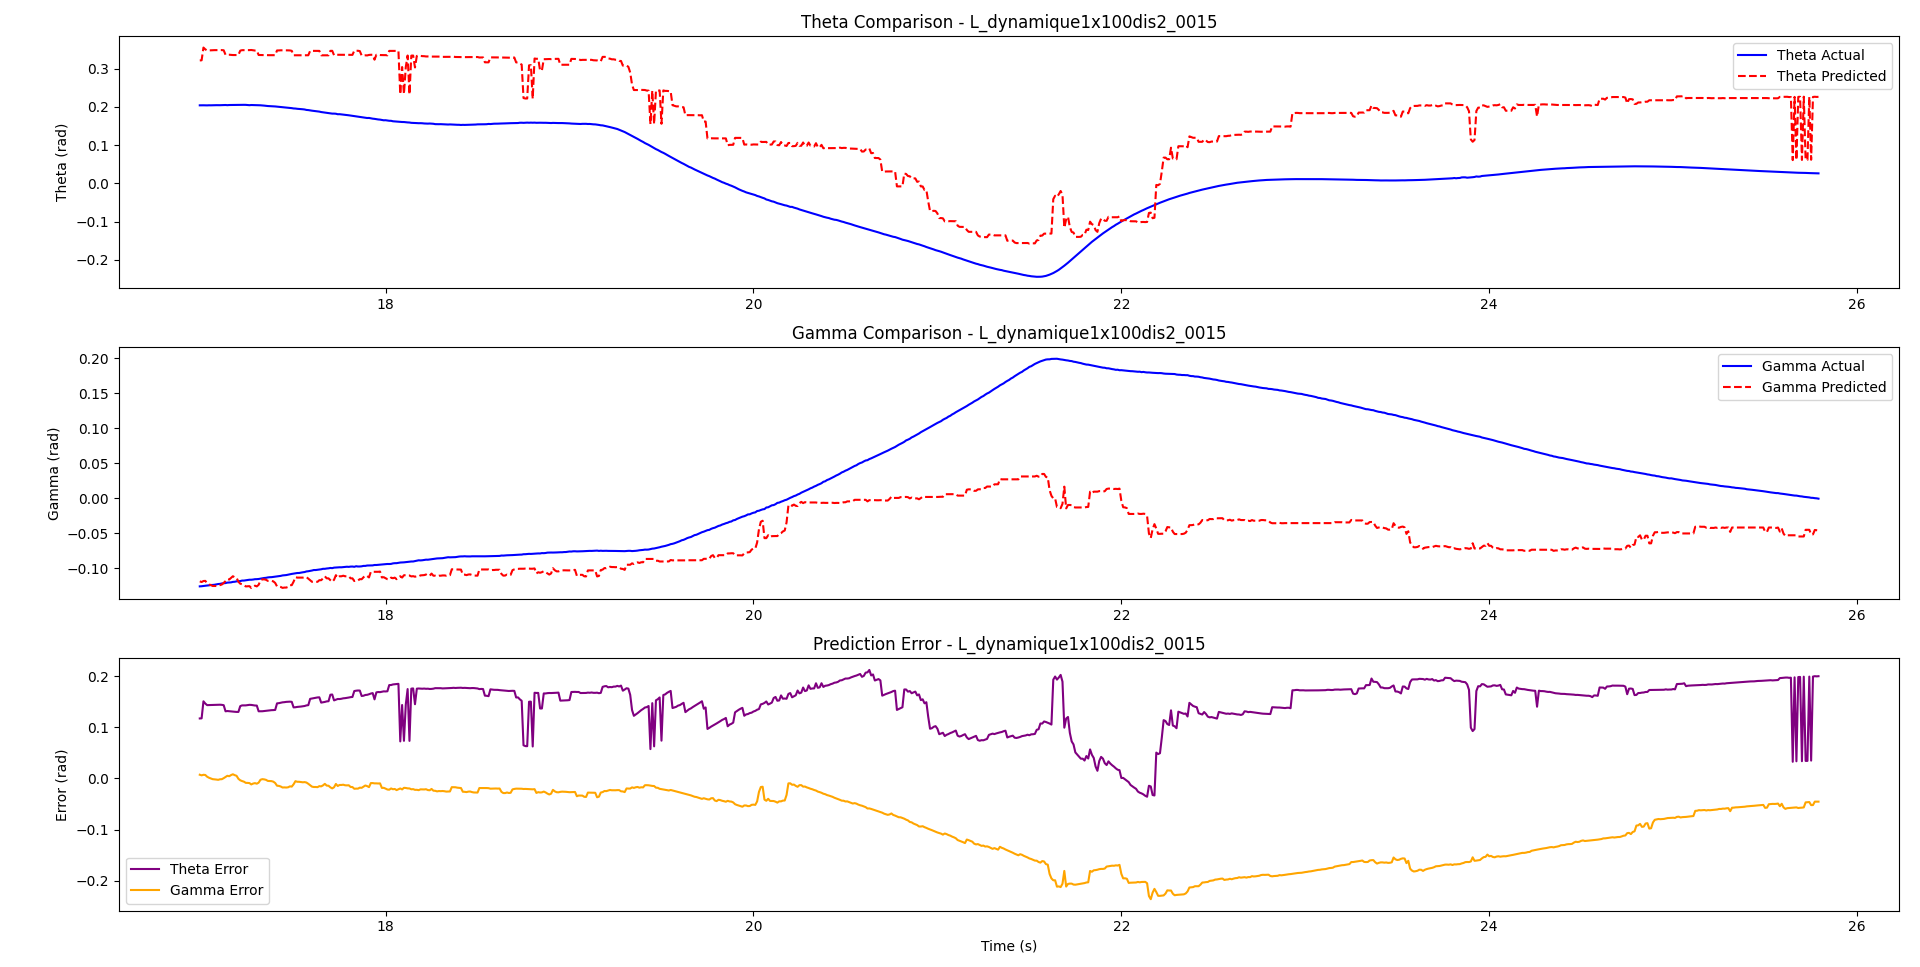 Theta Comparison - L_dynamique1x100dis2_0015
Theta (rad)
0.3
0.2
0.1
0.0
−0.1
−0.2
Theta Actual
Theta Predicted
18
20
22
24
26
Gamma Comparison - L_dynamique1x100dis2_0015
Gamma (rad)
0.20
0.15
0.10
0.05
0.00
−0.05
−0.10
Gamma Actual
Gamma Predicted
18
20
22
24
26
Prediction Error - L_dynamique1x100dis2_0015
Error (rad)
0.2
0.1
0.0
−0.1
−0.2
Theta Error
Gamma Error
18
20
22
24
26
Time (s)